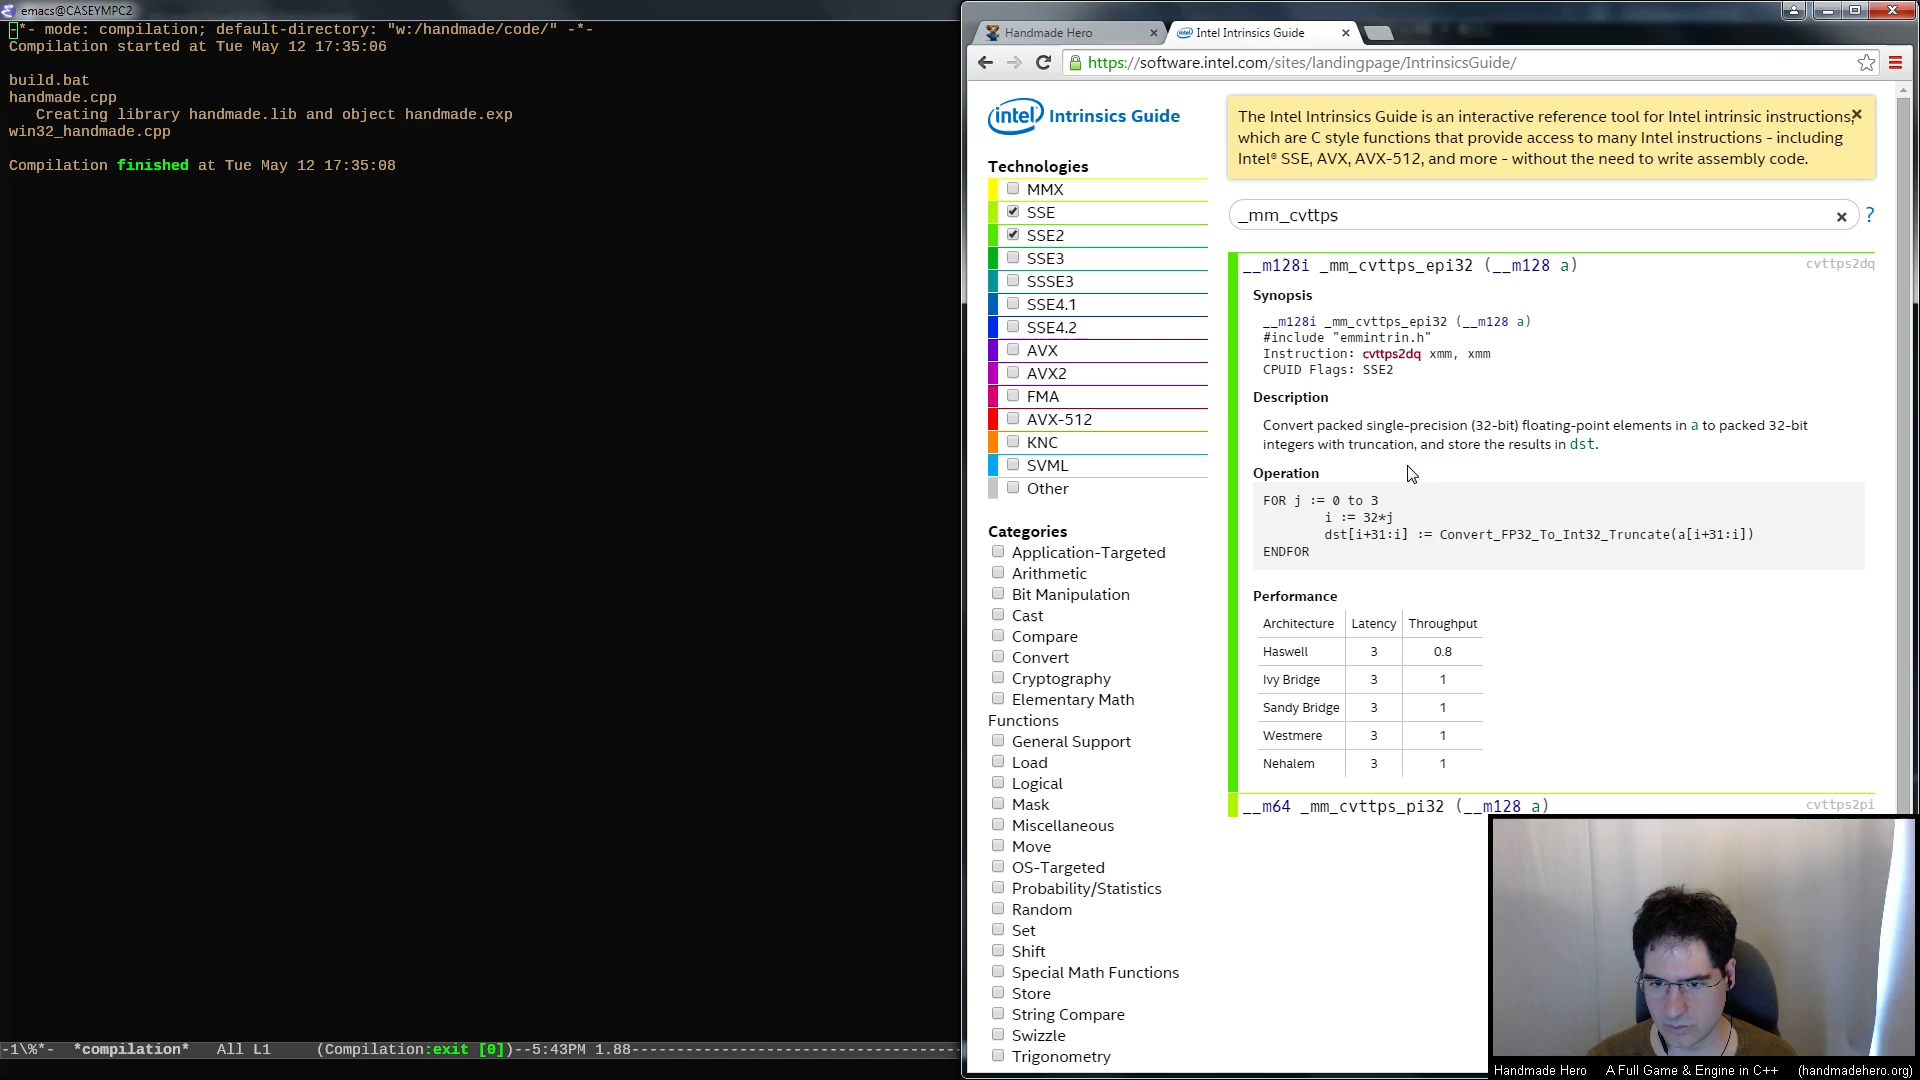 emacs@CASEYMPC2
-*- mode: compilation; default-directory: "w:/handmade/code/" -*-
Compilation started at Tue May 12 17:35:06
build.bat
handmade.cpp
Creating library handmade.lib and object handmade.exp
win32_handmade.cpp
Compilation finished at Tue May 12 17:35:08
-1\%*- *compilation* All L1 (Compilation:exit [0])--5:43PM 1.88
Handmade Hero
Intel Intrinsics Guide
https://software.intel.com/sites/landingpage/IntrinsicsGuide/
intel Intrinsics Guide
Technologies
MMX
SSE
SSE2
SSE3
SSSE3
SSE4.1
SSE4.2
AVX
AVX2
FMA
AVX-512
KNC
SVML
Other
Categories
Application-Targeted
Arithmetic
Bit Manipulation
Cast
Compare
Convert
Cryptography
Elementary Math
Functions
General Support
Load
Logical
Mask
Miscellaneous
Move
OS-Targeted
Probability/Statistics
Random
Set
Shift
Special Math Functions
Store
String Compare
Swizzle
Trigonometry
The Intel Intrinsics Guide is an interactive reference tool for Intel intrinsic instructions,
which are C style functions that provide access to many Intel instructions - including
Intel® SSE, AVX, AVX-512, and more - without the need to write assembly code.
_mm_cvttps
?
__m128i _mm_cvttps_epi32 (__m128 a) cvttps2dq
Synopsis
__m128i _mm_cvttps_epi32 (__m128 a)
#include "emmintrin.h"
Instruction: cvttps2dq xmm, xmm
CPUID Flags: SSE2
Description
Convert packed single-precision (32-bit) floating-point elements in a to packed 32-bit
integers with truncation, and store the results in dst.
Operation
FOR j := 0 to 3
i := 32*j
dst[i+31:i] := Convert_FP32_To_Int32_Truncate(a[i+31:i])
ENDFOR
Performance
Architecture Latency Throughput
Haswell 3 0.8
Ivy Bridge 3 1
Sandy Bridge 3 1
Westmere 3 1
Nehalem 3 1
__m64 _mm_cvttps_pi32 (__m128 a) cvttps2pi
Handmade Hero A Full Game & Engine in C++ (handmadehero.org)